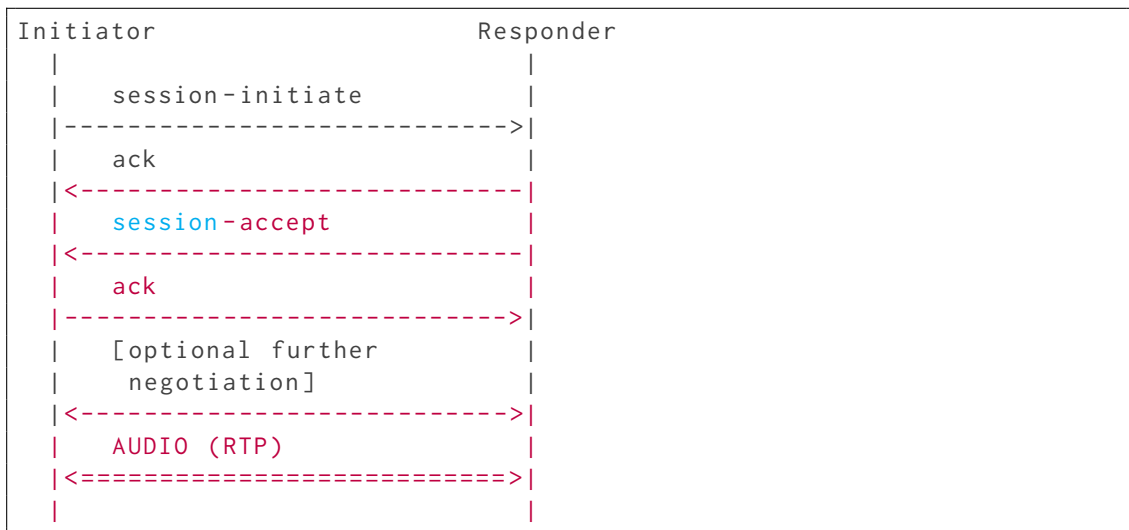 Initiator                    Responder
  |                              |
  |   session-initiate           |
  |---------------------------->|
  |   ack                        |
  |<----------------------------|
  |   session-accept             |
  |<----------------------------|
  |   ack                        |
  |---------------------------->|
  |   [optional further          |
  |    negotiation]              |
  |<--------------------------->|
  |   AUDIO (RTP)                |
  |<===========================>|
  |                              |